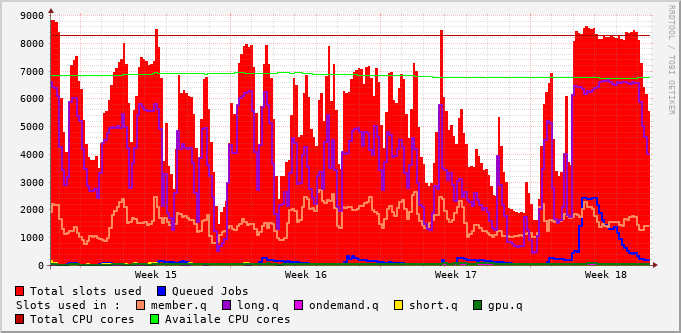 9000
8000
7000
6000
5000
4000
3000
2000
1000
0
Week 15 Week 16 Week 17 Week 18
RRDTOOL / TOBI OETIKER
Total slots used Queued Jobs
Slots used in : member.q long.q ondemand.q short.q gpu.q
Total CPU cores Availale CPU cores